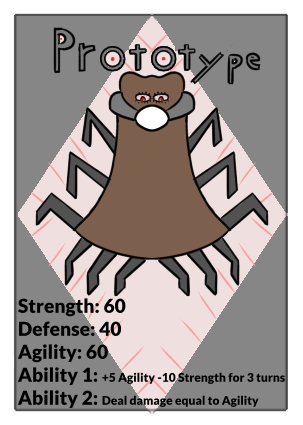 Prototype
Strength: 60
Defense: 40
Agility: 60
Ability 1: +5 Agility -10 Strength for 3 turns
Ability 2: Deal damage equal to Agility